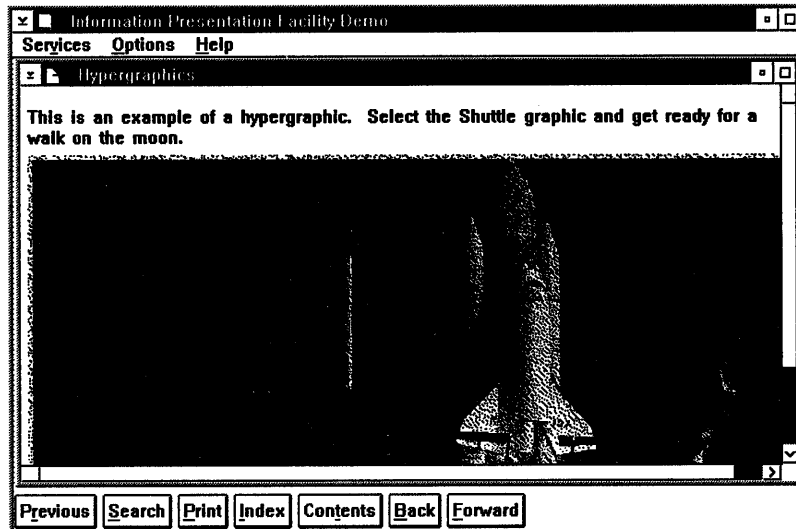 Information Presentation Facility Demo
Services Options Help
Hypergraphics
This is an example of a hypergraphic. Select the Shuttle graphic and get ready for a
walk on the moon.
Previous Search Print Index Contents Back Forward